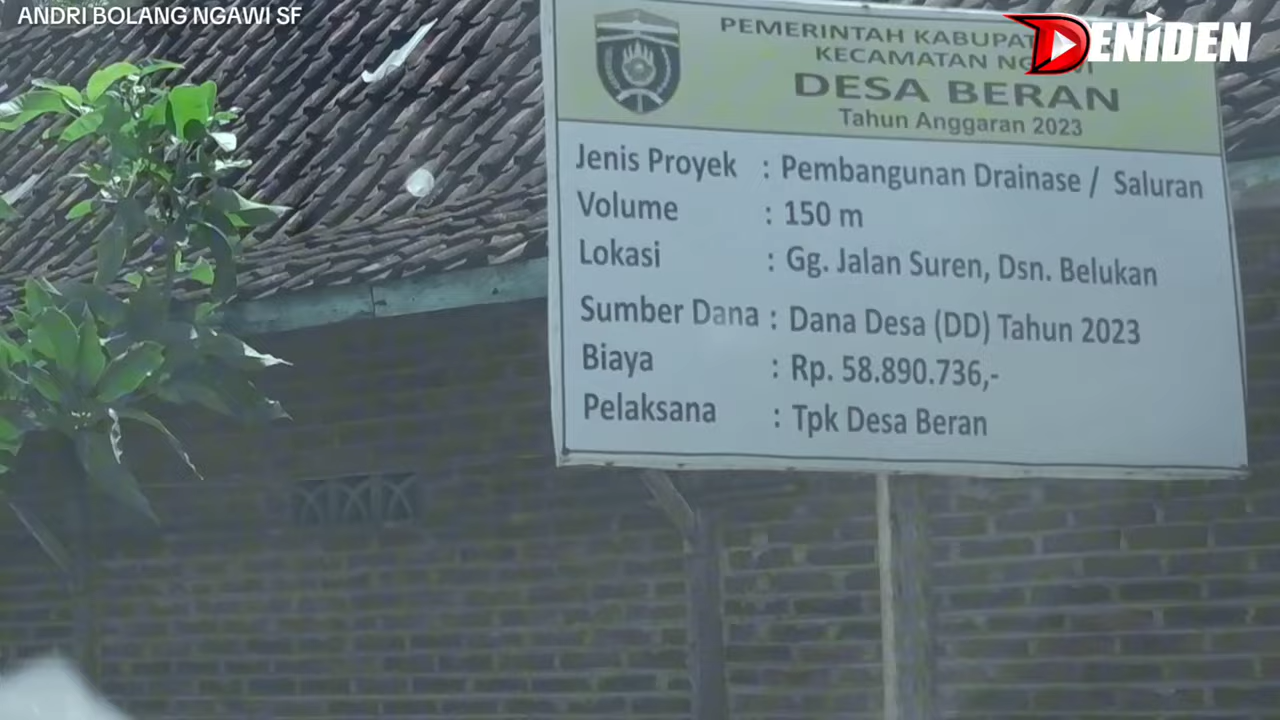 ANDRI BOLANG NGAWI SF
DENIDEN
PEMERINTAH
KECAMATAN
DESA BERAN
Tahun Anggaran 2023
Jenis Proyek : Pembangunan Drainase / Saluran
Volume : 150 m
Lokasi : Gg. Jalan Suren, Dsn. Belukan
Sumber Dana : Dana Desa (DD) Tahun 2023
Biaya : Rp. 58.890.736,-
Pelaksana : Tpk Desa Beran